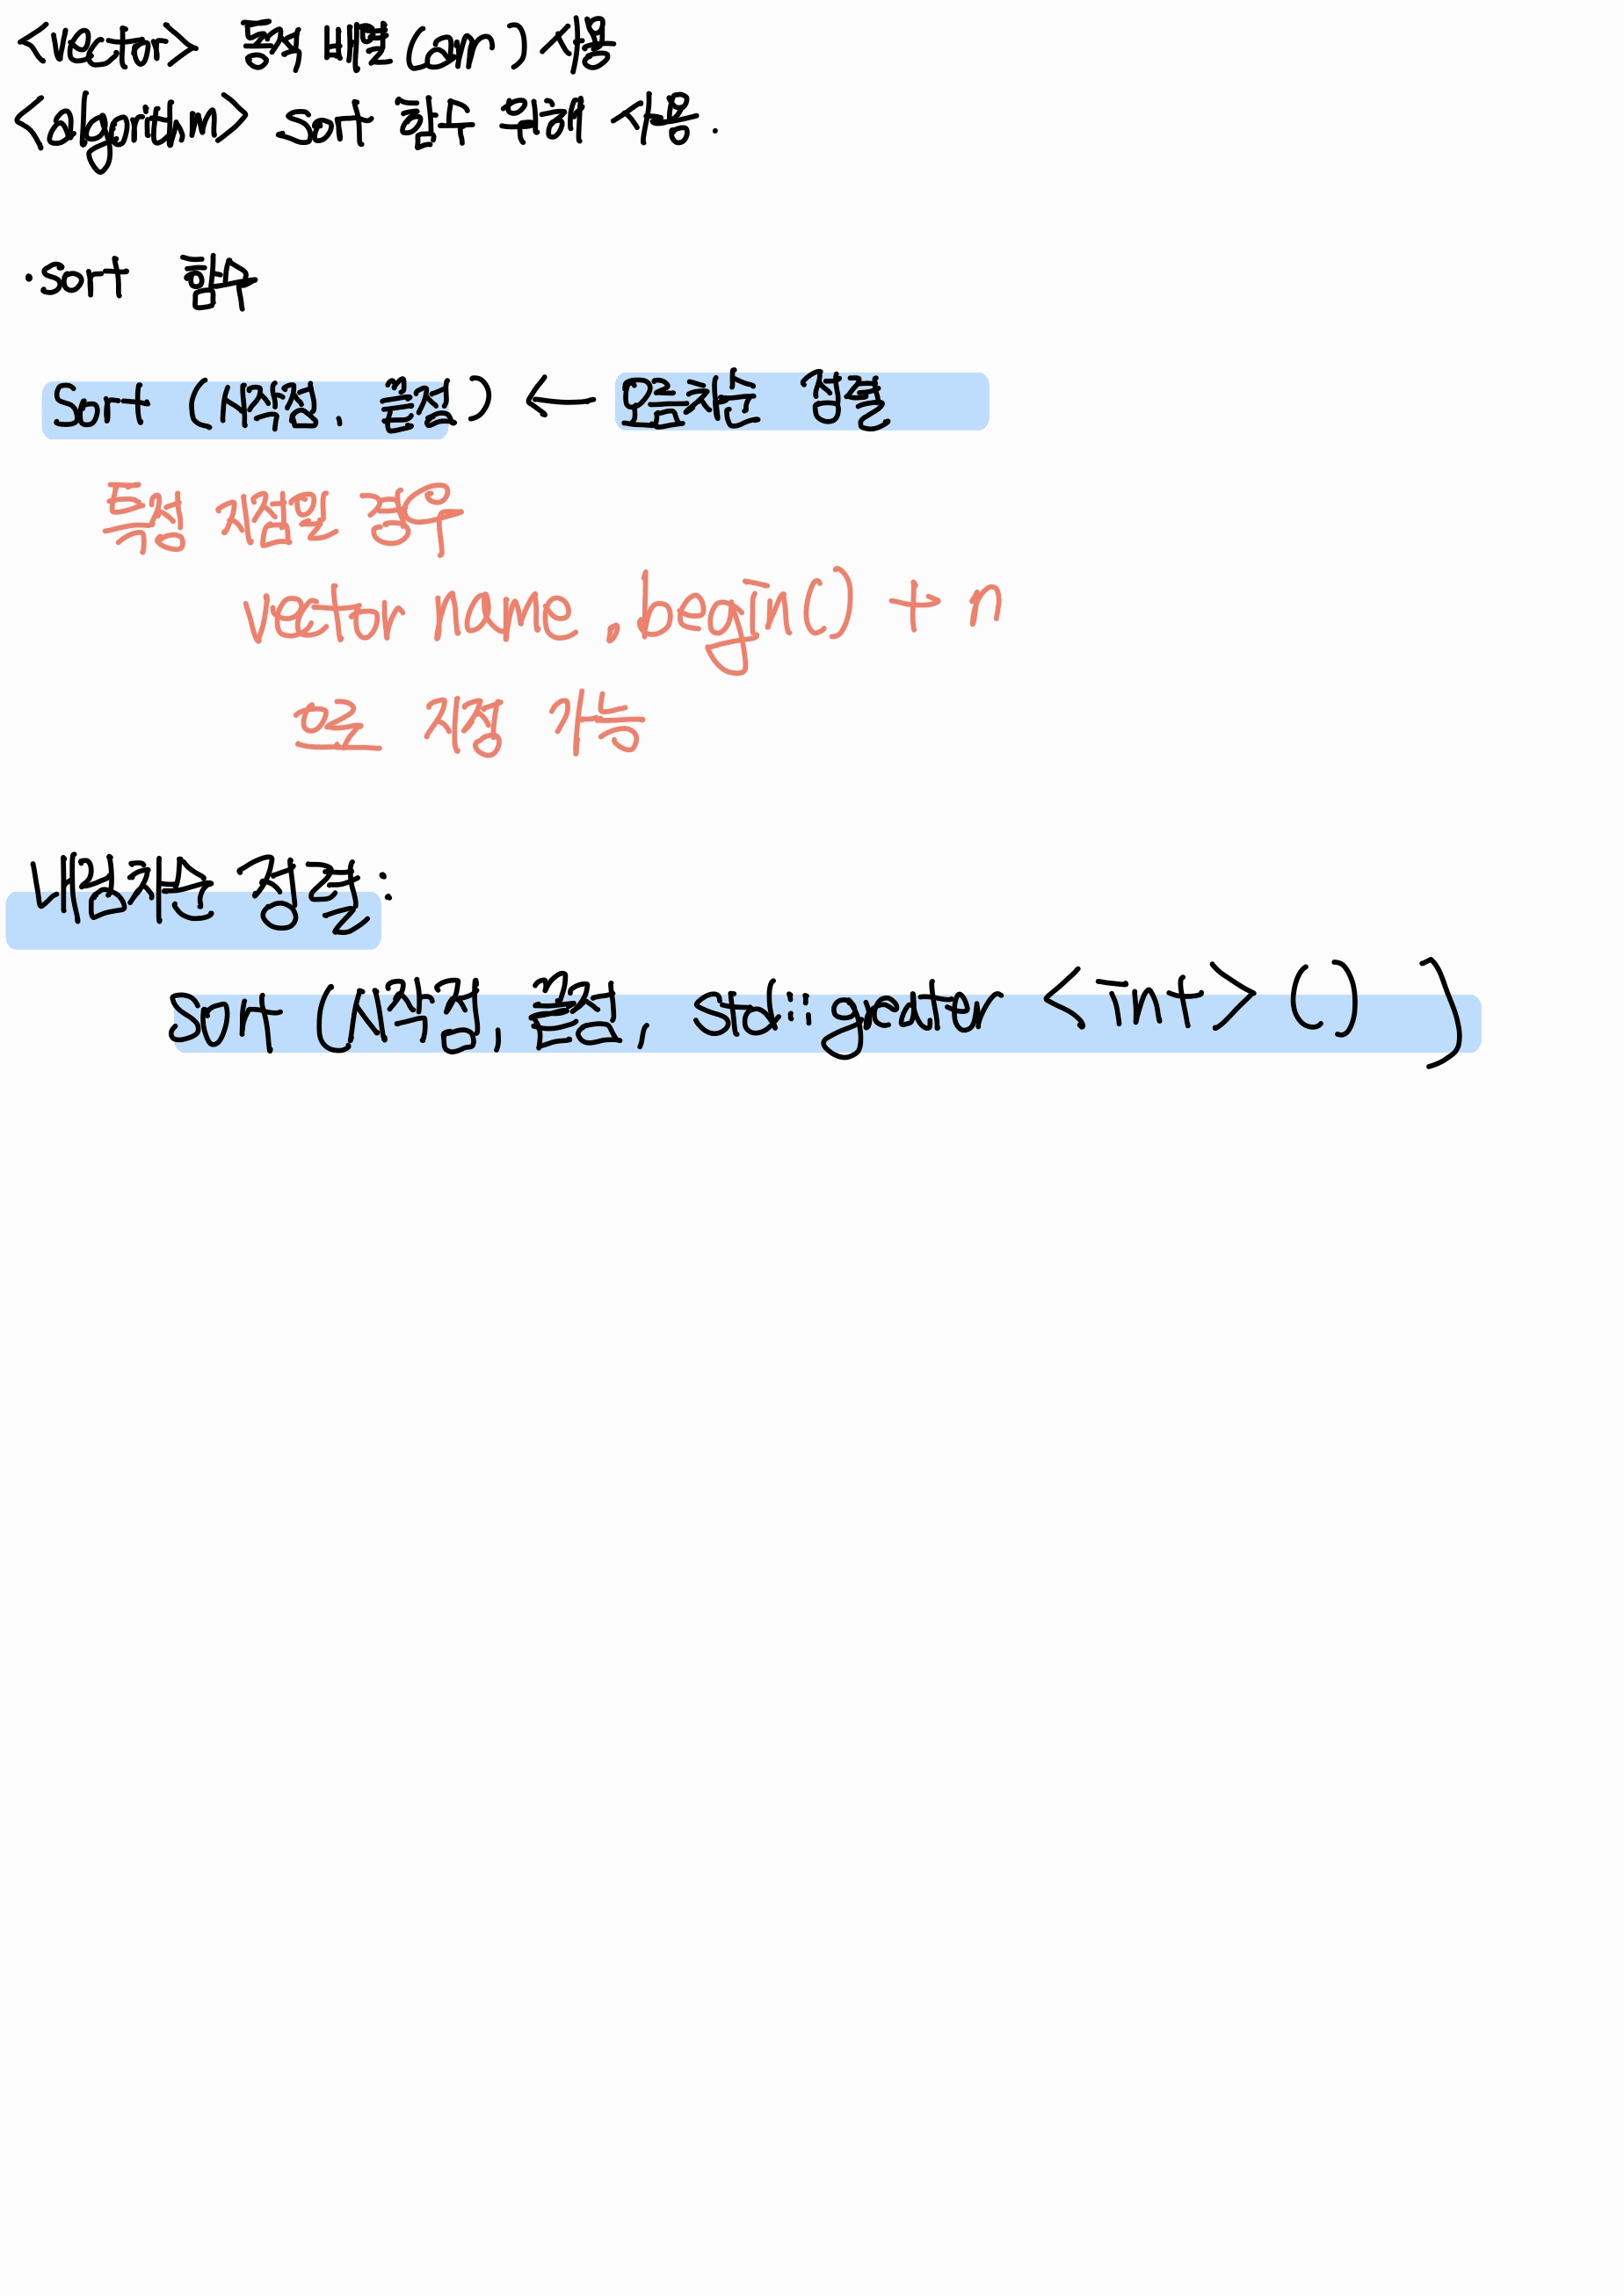 <Vector> 동적 배열 (arr) 사용
<algorithm> sort 함수 위해 사용.
·sort 함수
Sort (시작점, 끝점) ← 오름차순 정렬
특정 개념일 경우
vector name.begin() + n
으로 지정 가능
내림차순 정렬:
Sort (시작점, 끝점, std::greater <int> () )